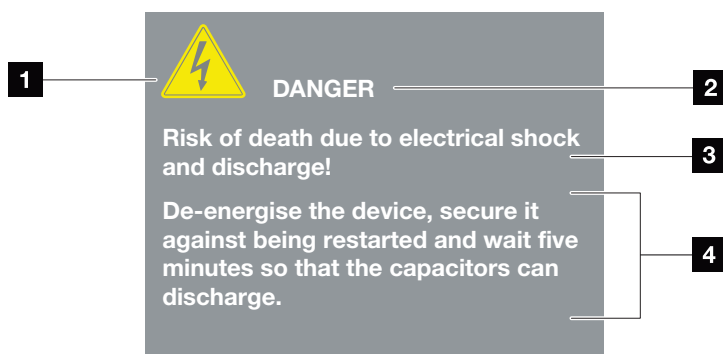 1
DANGER
2
Risk of death due to electrical shock
and discharge!
3
De-energise the device, secure it
against being restarted and wait five
minutes so that the capacitors can
discharge.
4